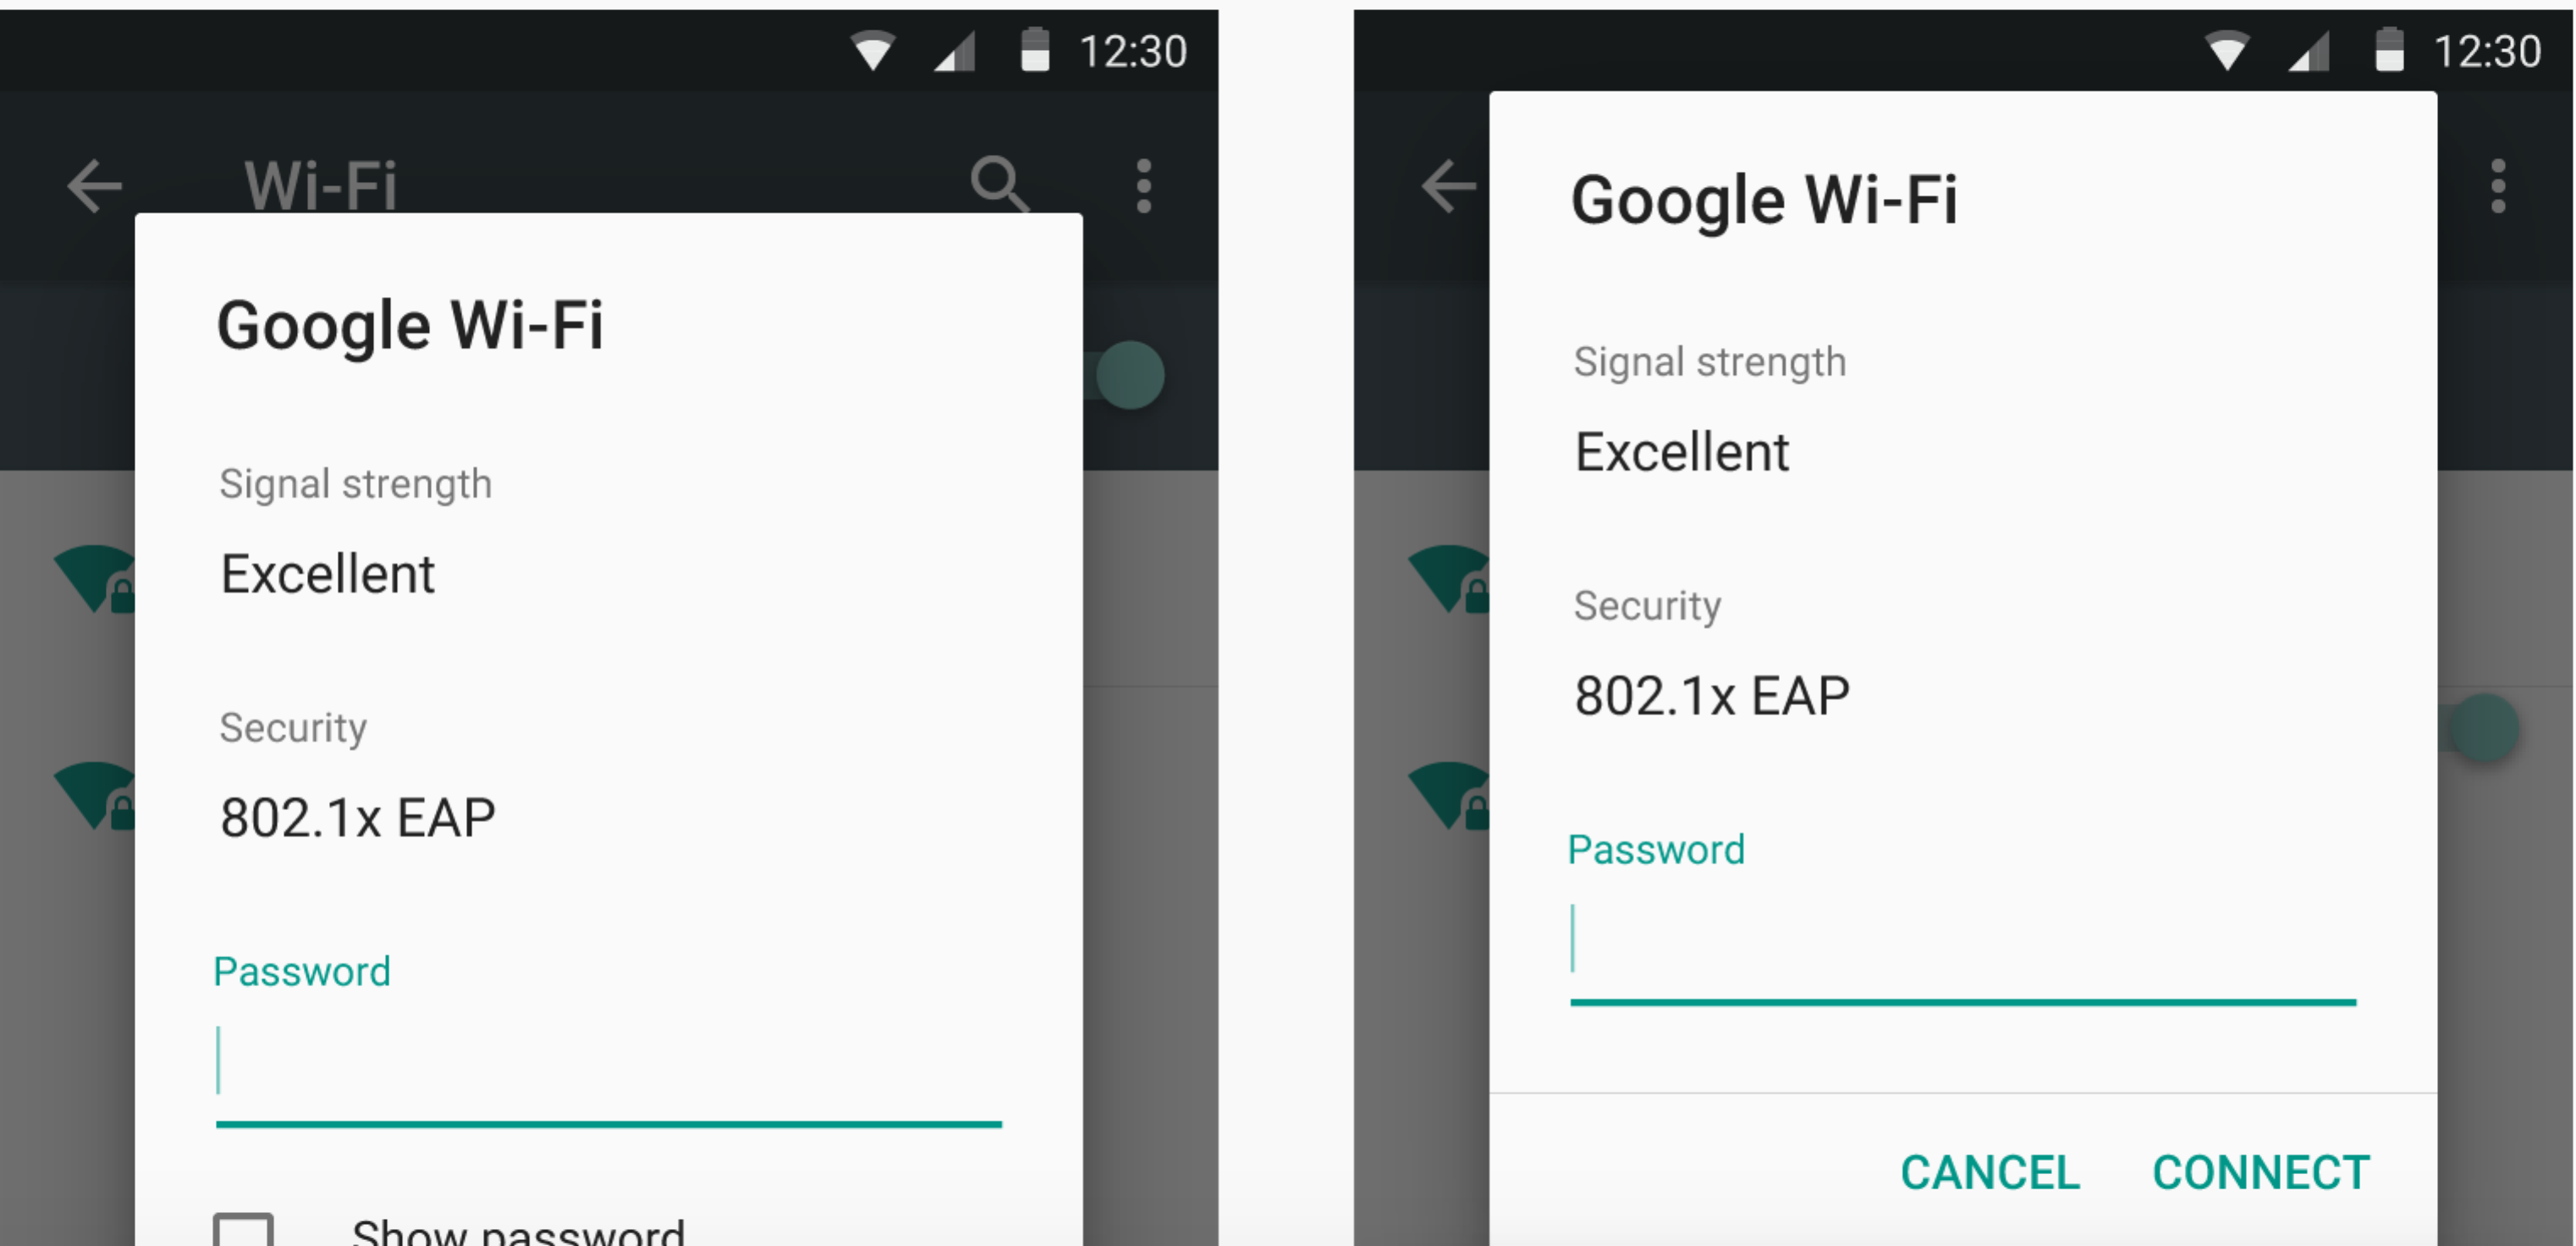 12:30
Wi-Fi
Google Wi-Fi
Signal strength
Excellent
Security
802.1x EAP
Password
Show password
12:30
Google Wi-Fi
Signal strength
Excellent
Security
802.1x EAP
Password
CANCEL CONNECT